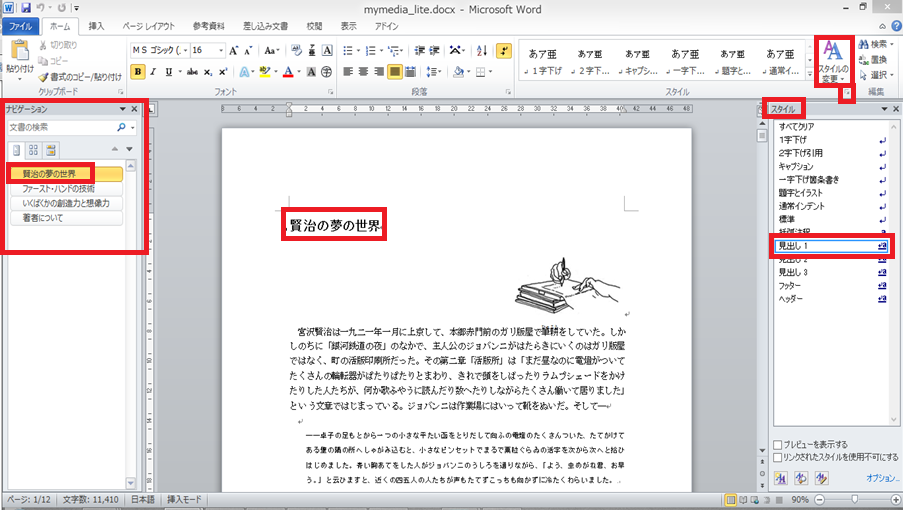 mymedia_lite.docx - Microsoft Word
ファイル ホーム 挿入 ページ レイアウト 参考資料 差し込み文書 校閲 表示 アドイン
貼り付け
切り取り
コピー
書式のコピー/貼り付け
クリップボード
ＭＳ ゴシック (. 16
フォント
段落
あア亜 あア亜 あア亜 あア亜 あア亜 あア亜
1字下げ 2字下... キャプショ... 一字下... 題字と... 通常イン...
スタイル
スタイルの
変更
検索
置換
選択
編集
ナビゲーション
文書の検索
賢治の夢の世界
ファースト・ハンドの技術
いくばくかの創造力と想像力
著者について
賢治の夢の世界
宮沢賢治は一九二一年一月に上京して、本郷赤門前のガリ版屋で筆耕をしていた。しか
しのちに「銀河鉄道の夜」のなかで、主人公のジョバンニがはたらきにいくのはガリ版屋
ではなく、町の活版印刷所だった。その第二章「活版所」は「まだ昼なのに電燈がついて
たくさんの輪転器がばたりばたりとまわり、きれで頭をしばったりラムプシェードをかけ
たりした人たちが、何か歌ふやうに読んだり数へたりしながらたくさん働いて居りました」
という文章ではじまっている。ジョバンニは作業場にはいって靴をぬいだ。そして―
――卓子の足もとから一つの小さな平たい函をとりだして向ふの電燈のたくさんついた、たてかけて
ある壁の隅の所へしゃがみ込むと、小さなピンセットでまるで粟粒ぐらゐの活字を次から次へと拾ひ
はじめました。青い胸あてをした人がジョバンニのうしろを通りながら、「よう、虫めがね君、お早
う。」と云ひますと、近くの四五人の人たちが声もたてずこっちも向かずに冷たくわらいました。
スタイル
すべてクリア
1字下げ
2字下げ引用
キャプション
一字下げ箇条書き
題字とイラスト
通常インデント
標準
見出し 1
見出し 2
見出し 3
フッター
ヘッダー
プレビューを表示する
リンクされたスタイルを使用不可にする
オプション...
ページ: 1/12 文字数: 11,410 日本語 挿入モード 90%